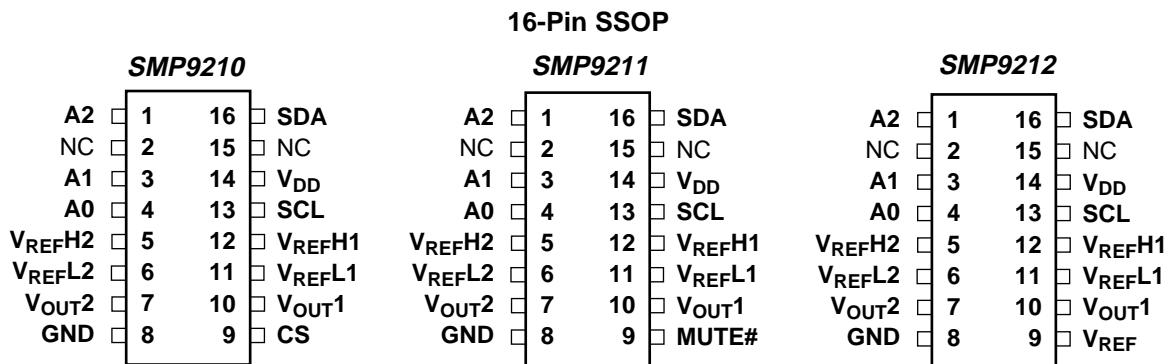 16-Pin SSOP
SMP9210
A2 1 16 SDA
NC 2 15 NC
A1 3 14 VDD
A0 4 13 SCL
VREFH2 5 12 VREFH1
VREFL2 6 11 VREFL1
VOUT2 7 10 VOUT1
GND 8 9 CS
SMP9211
A2 1 16 SDA
NC 2 15 NC
A1 3 14 VDD
A0 4 13 SCL
VREFH2 5 12 VREFH1
VREFL2 6 11 VREFL1
VOUT2 7 10 VOUT1
GND 8 9 MUTE#
SMP9212
A2 1 16 SDA
NC 2 15 NC
A1 3 14 VDD
A0 4 13 SCL
VREFH2 5 12 VREFH1
VREFL2 6 11 VREFL1
VOUT2 7 10 VOUT1
GND 8 9 VREF